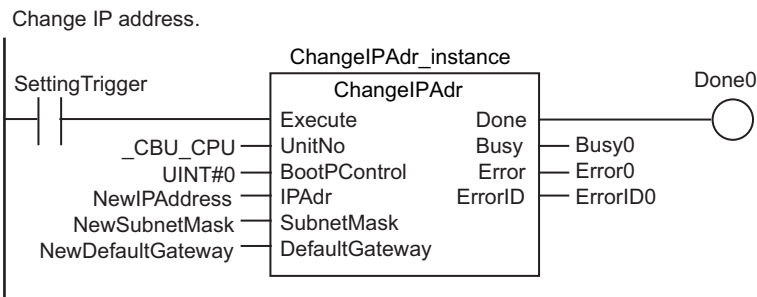 Change IP address.
ChangeIPAdr_instance
SettingTrigger
ChangeIPAdr
Done0
Execute Done
_CBU_CPU UnitNo Busy Busy0
UINT#0 BootPControl Error Error0
NewIPAddress IPAdr ErrorID ErrorID0
NewSubnetMask SubnetMask
NewDefaultGateway DefaultGateway